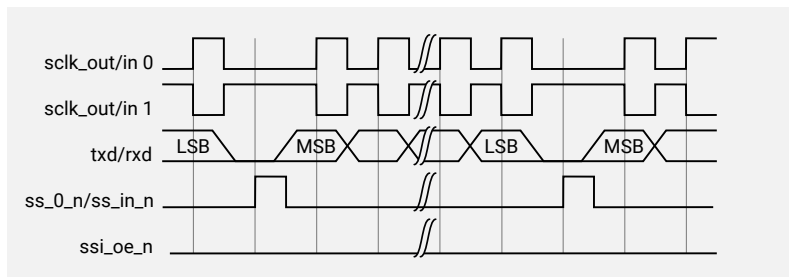 sclk_out/in 0
sclk_out/in 1
txd/rxd LSB MSB LSB MSB
ss_0_n/ss_in_n
ssi_oe_n